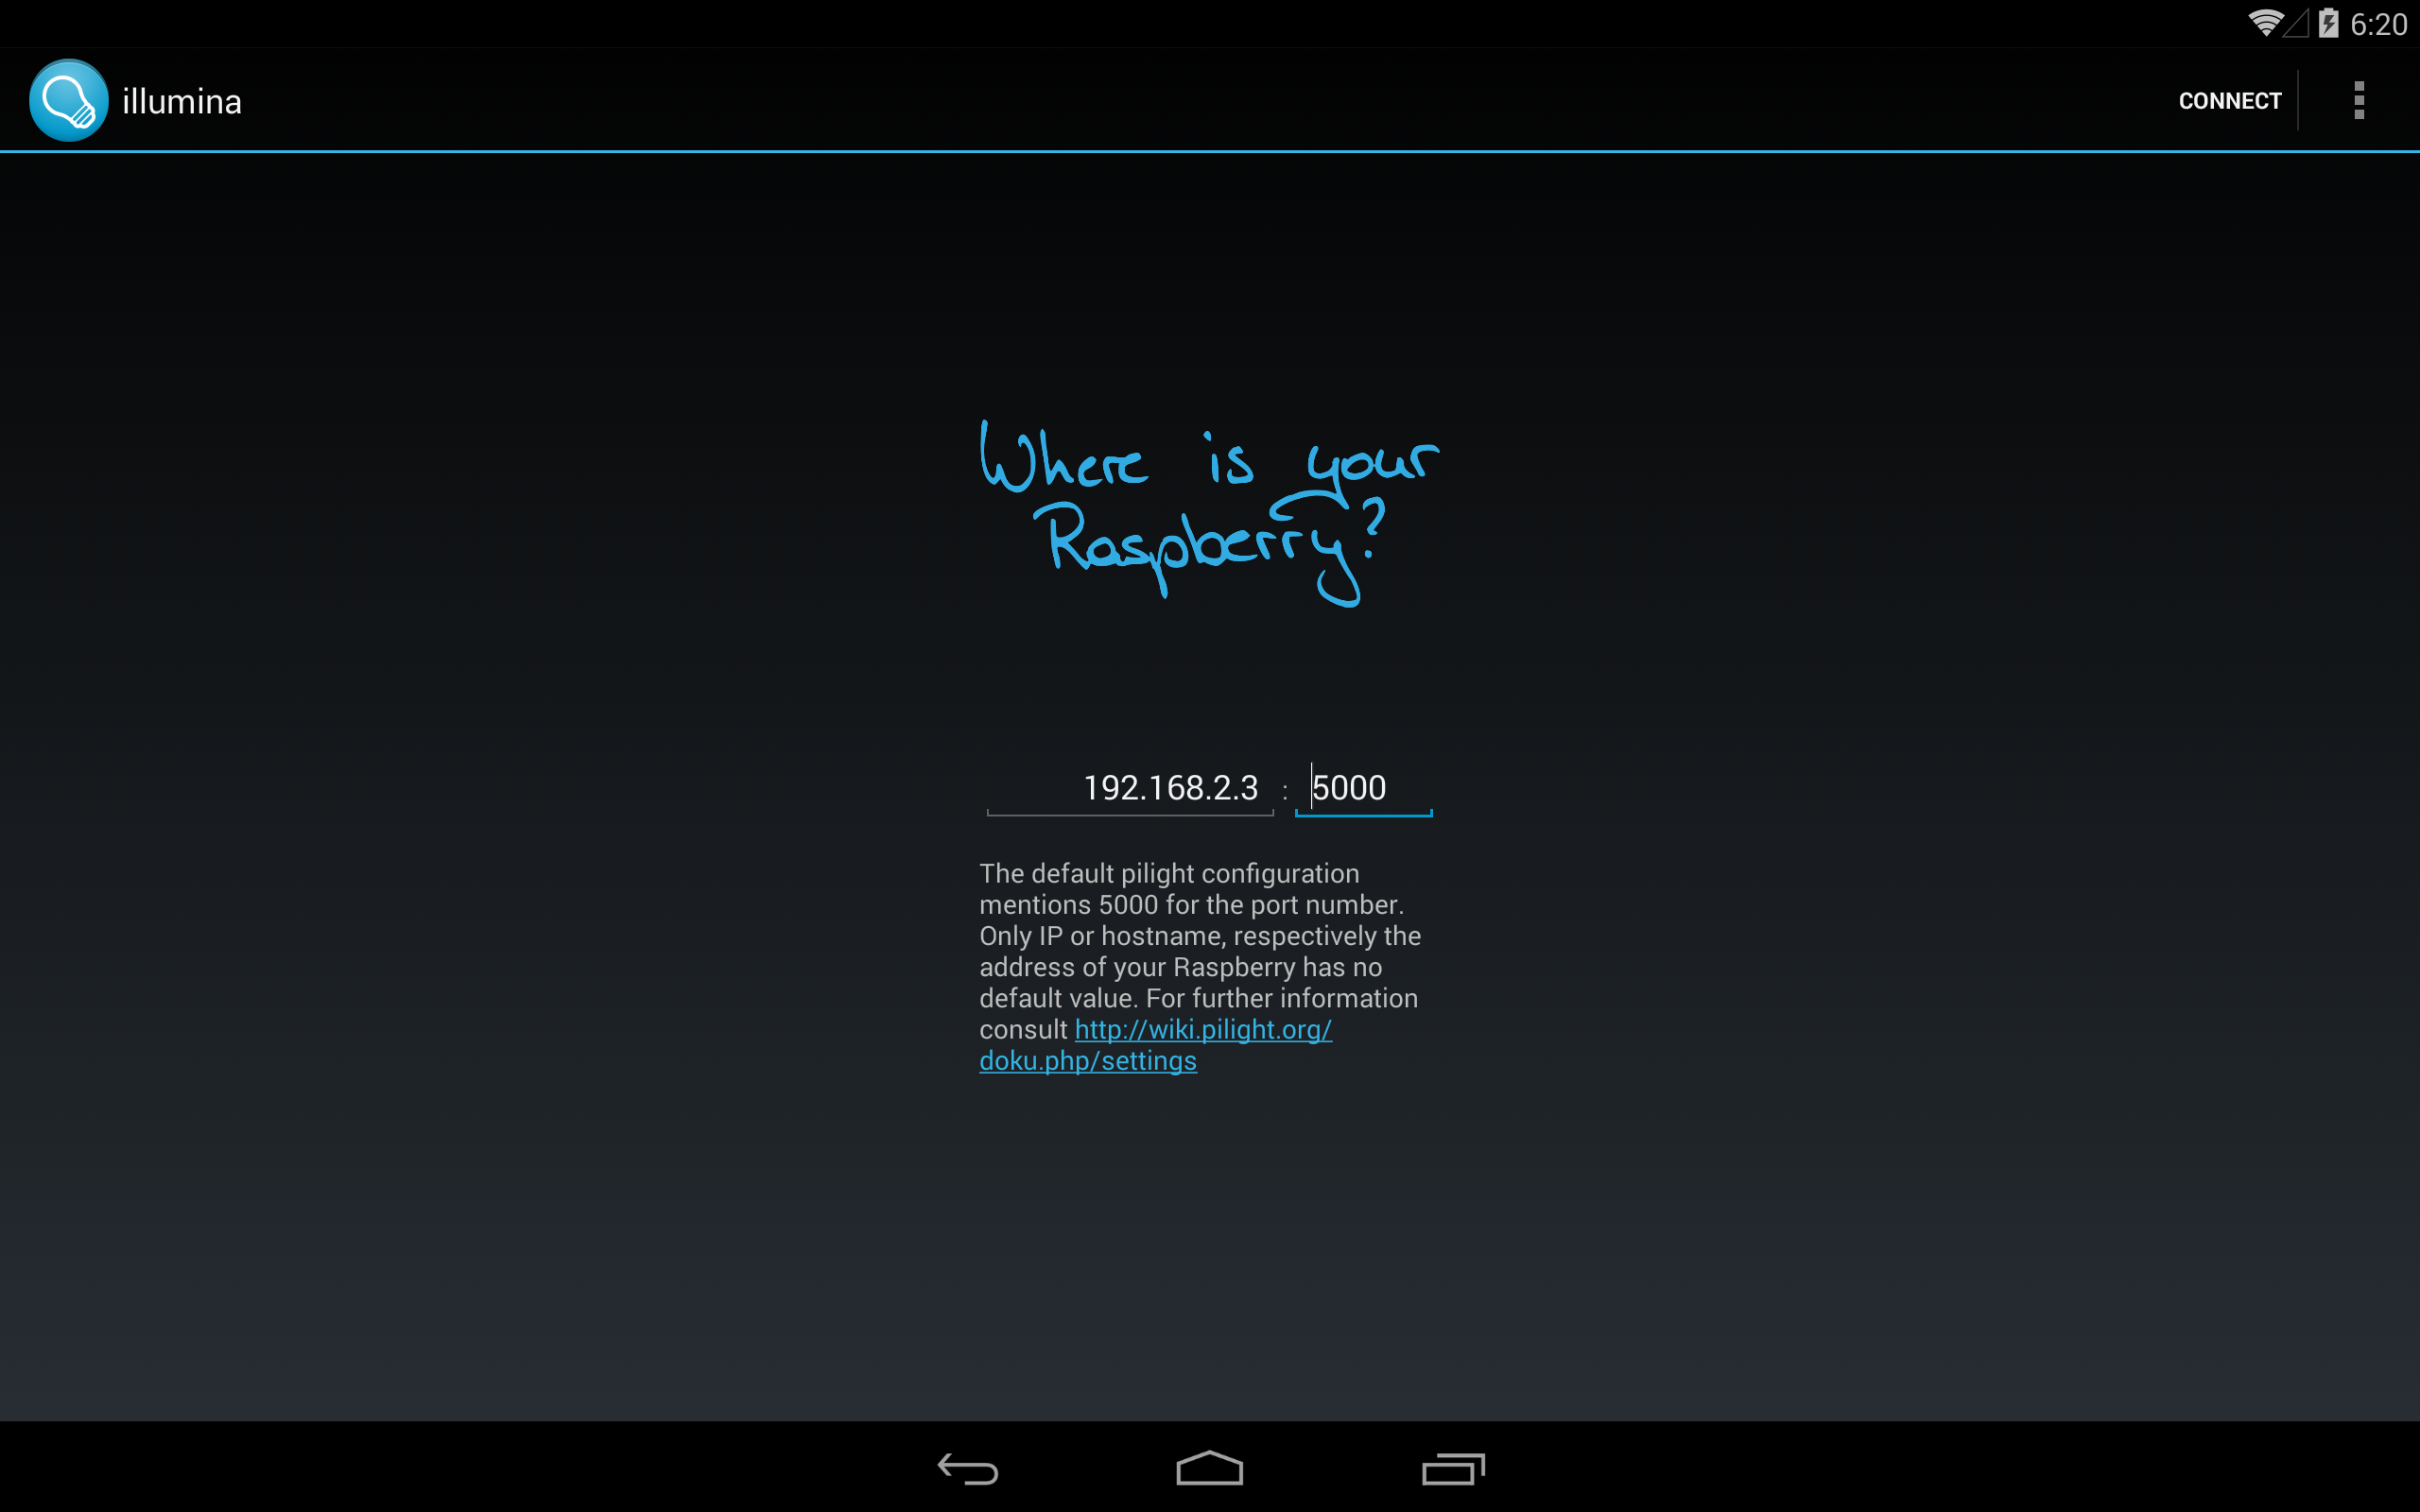 6:20
illumina
CONNECT
Where is your
Raspberry?
192.168.2.3 : 5000
The default pilight configuration
mentions 5000 for the port number.
Only IP or hostname, respectively the
address of your Raspberry has no
default value. For further information
consult http://wiki.pilight.org/
doku.php/settings